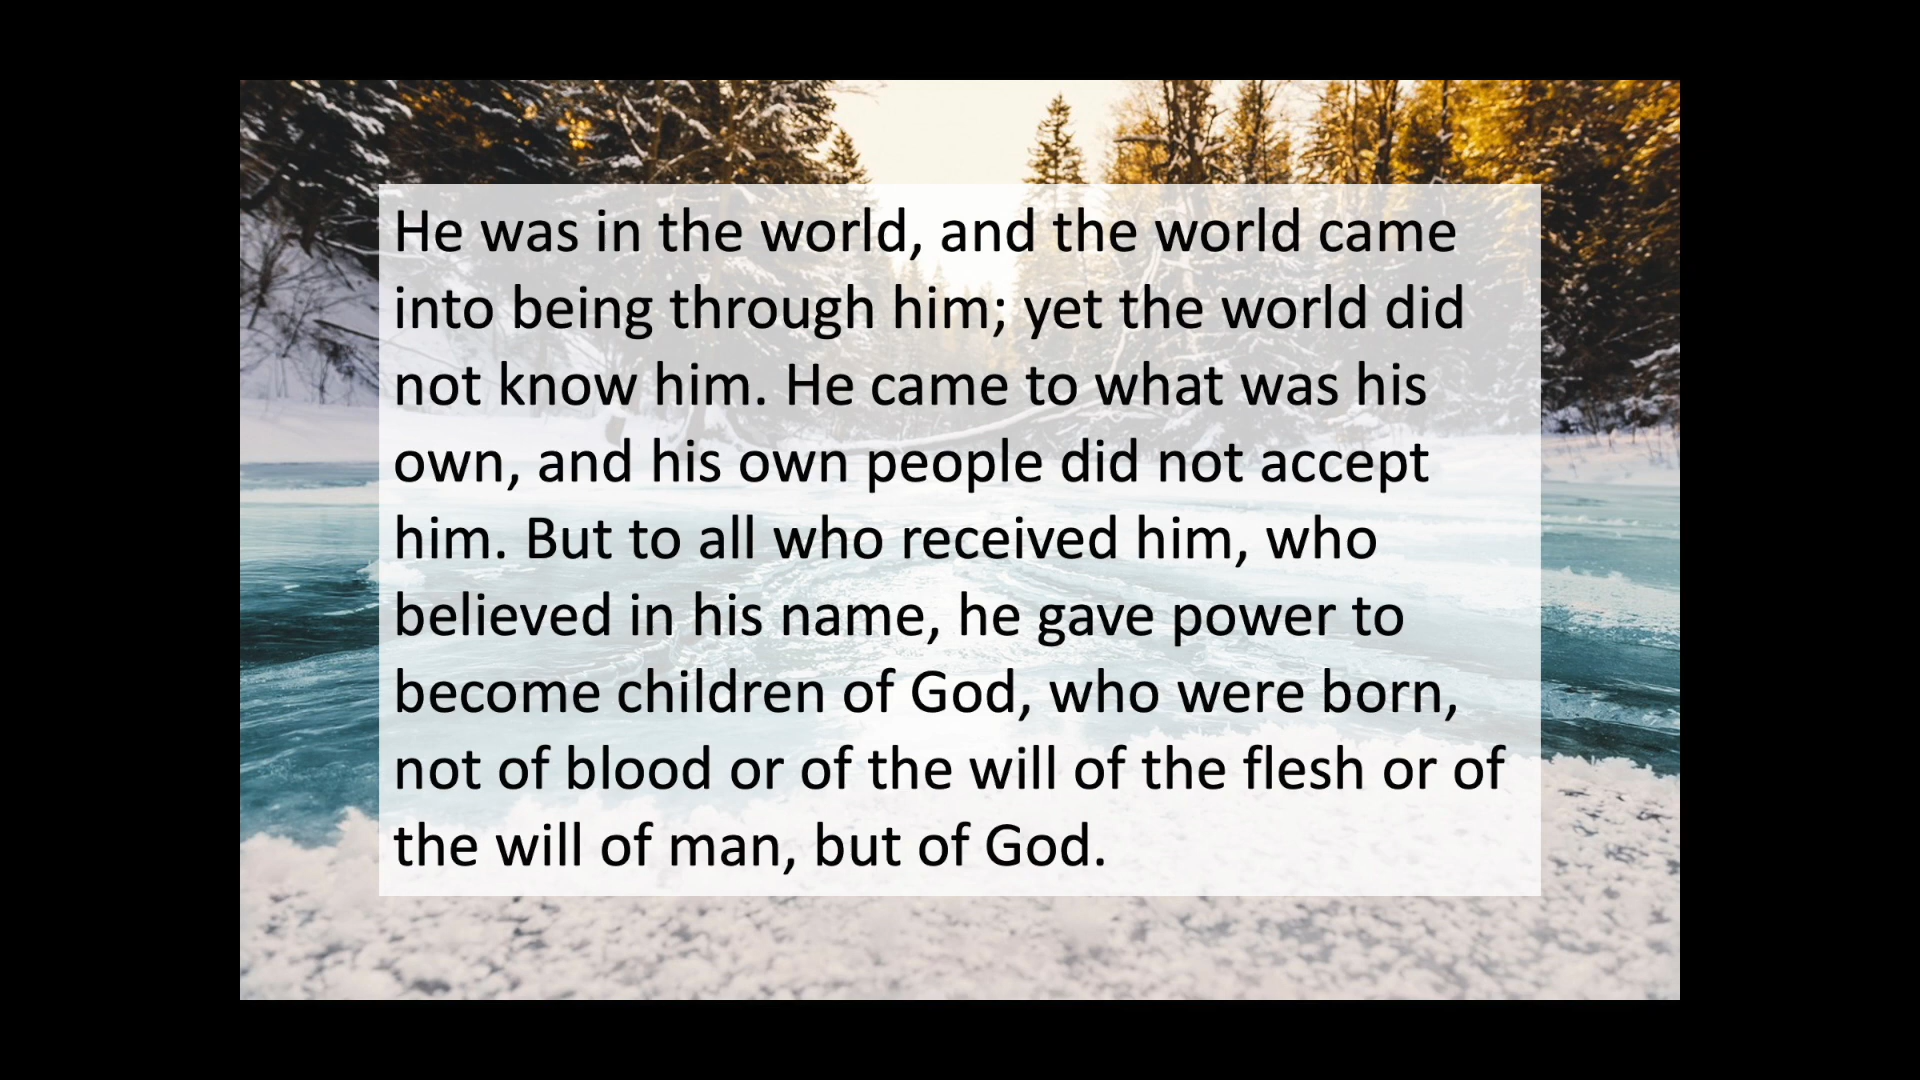 He was in the world, and the world came
into being through him; yet the world did
not know him. He came to what was his
own, and his own people did not accept
him. But to all who received him, who
believed in his name, he gave power to
become children of God, who were born,
not of blood or of the will of the flesh or of
the will of man, but of God.